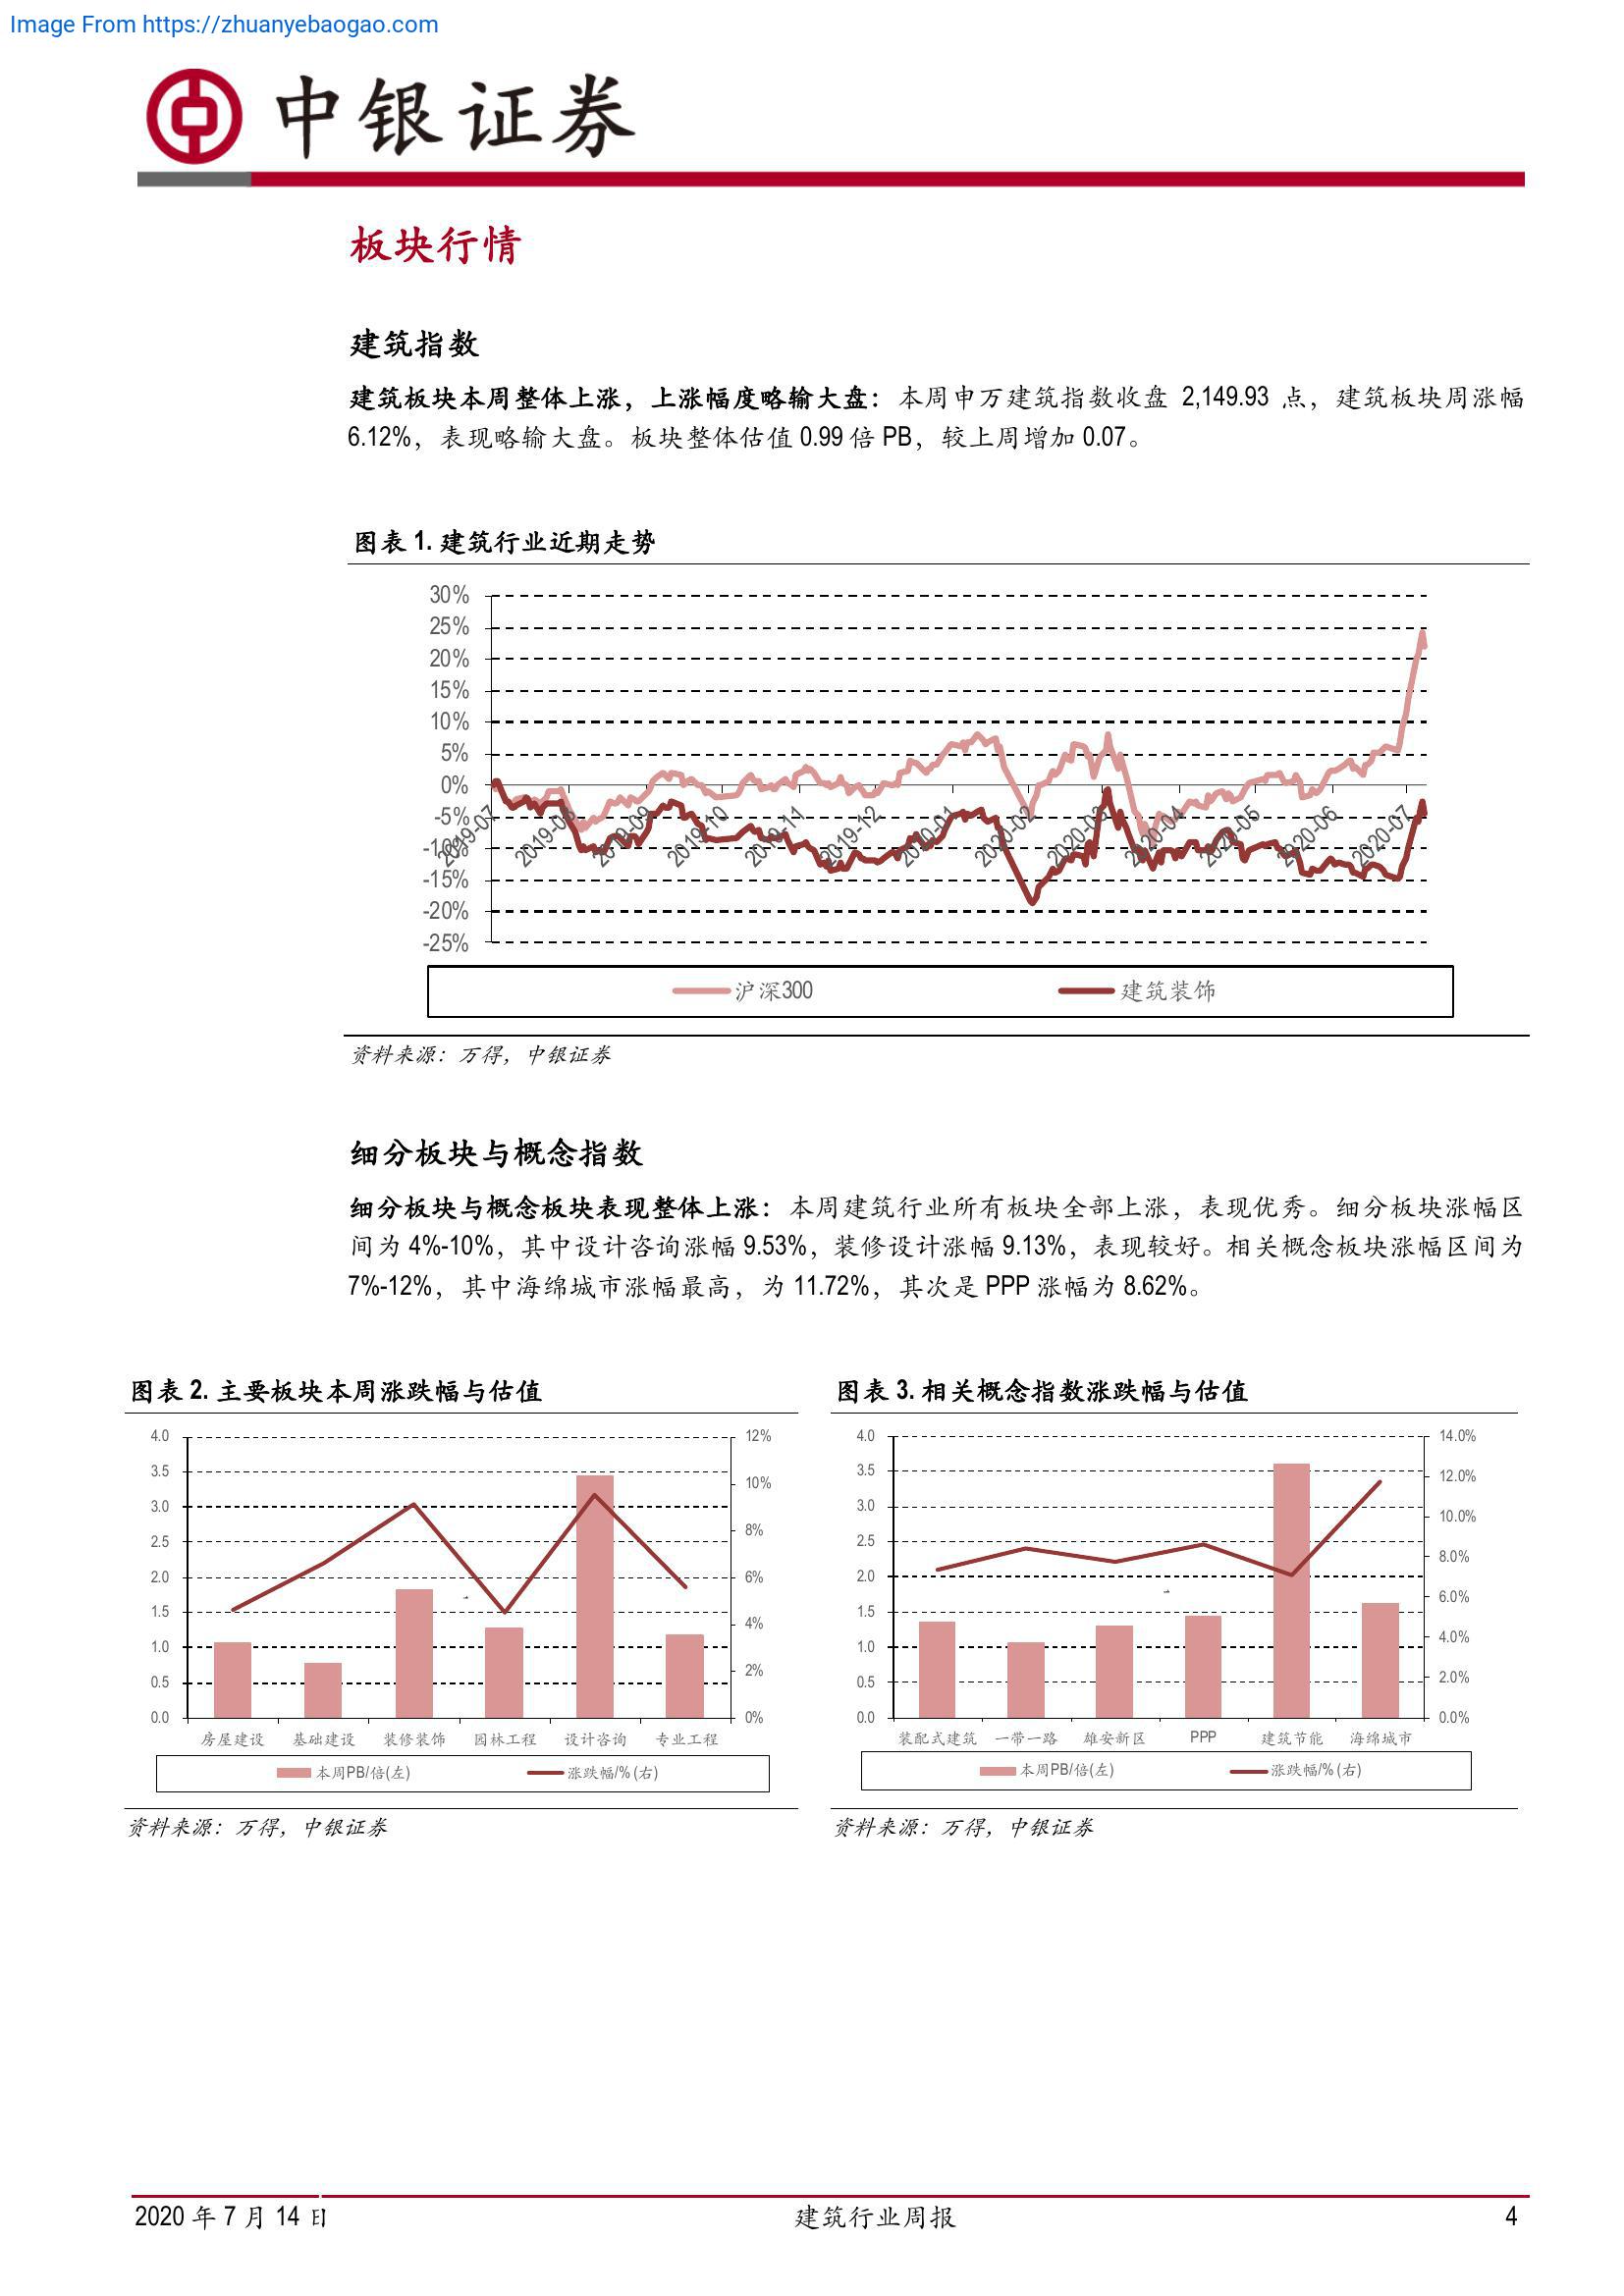 Image From https://zhuanyebaogao.com
中银证券
板块行情
建筑指数
建筑板块本周整体上涨，上涨幅度略输大盘：本周申万建筑指数收盘 2,149.93 点，建筑板块周涨幅
6.12%，表现略输大盘。板块整体估值 0.99 倍 PB，较上周增加 0.07。
图表 1. 建筑行业近期走势
30%
25%
20%
15%
10%
5%
0%
-5%
-10%
-15%
-20%
-25%
2019-07
2019-08
2019-09
2019-10
2019-11
2019-12
2020-01
2020-02
2020-03
2020-04
2020-05
2020-06
2020-07
沪深300 建筑装饰
资料来源：万得，中银证券
细分板块与概念指数
细分板块与概念板块表现整体上涨：本周建筑行业所有板块全部上涨，表现优秀。细分板块涨幅区
间为 4%-10%，其中设计咨询涨幅 9.53%，装修设计涨幅 9.13%，表现较好。相关概念板块涨幅区间为
7%-12%，其中海绵城市涨幅最高，为 11.72%，其次是 PPP 涨幅为 8.62%。
图表 2. 主要板块本周涨跌幅与估值
4.0
3.5
3.0
2.5
2.0
1.5
1.0
0.5
0.0
12%
10%
8%
6%
4%
2%
0%
房屋建设 基础建设 装修装饰 园林工程 设计咨询 专业工程
本周PB/倍(左) 涨跌幅/% (右)
资料来源：万得，中银证券
图表 3. 相关概念指数涨跌幅与估值
4.0
3.5
3.0
2.5
2.0
1.5
1.0
0.5
0.0
14.0%
12.0%
10.0%
8.0%
6.0%
4.0%
2.0%
0.0%
装配式建筑 一带一路 雄安新区 PPP 建筑节能 海绵城市
本周PB/倍(左) 涨跌幅/% (右)
资料来源：万得，中银证券
2020 年 7 月 14 日 建筑行业周报 4